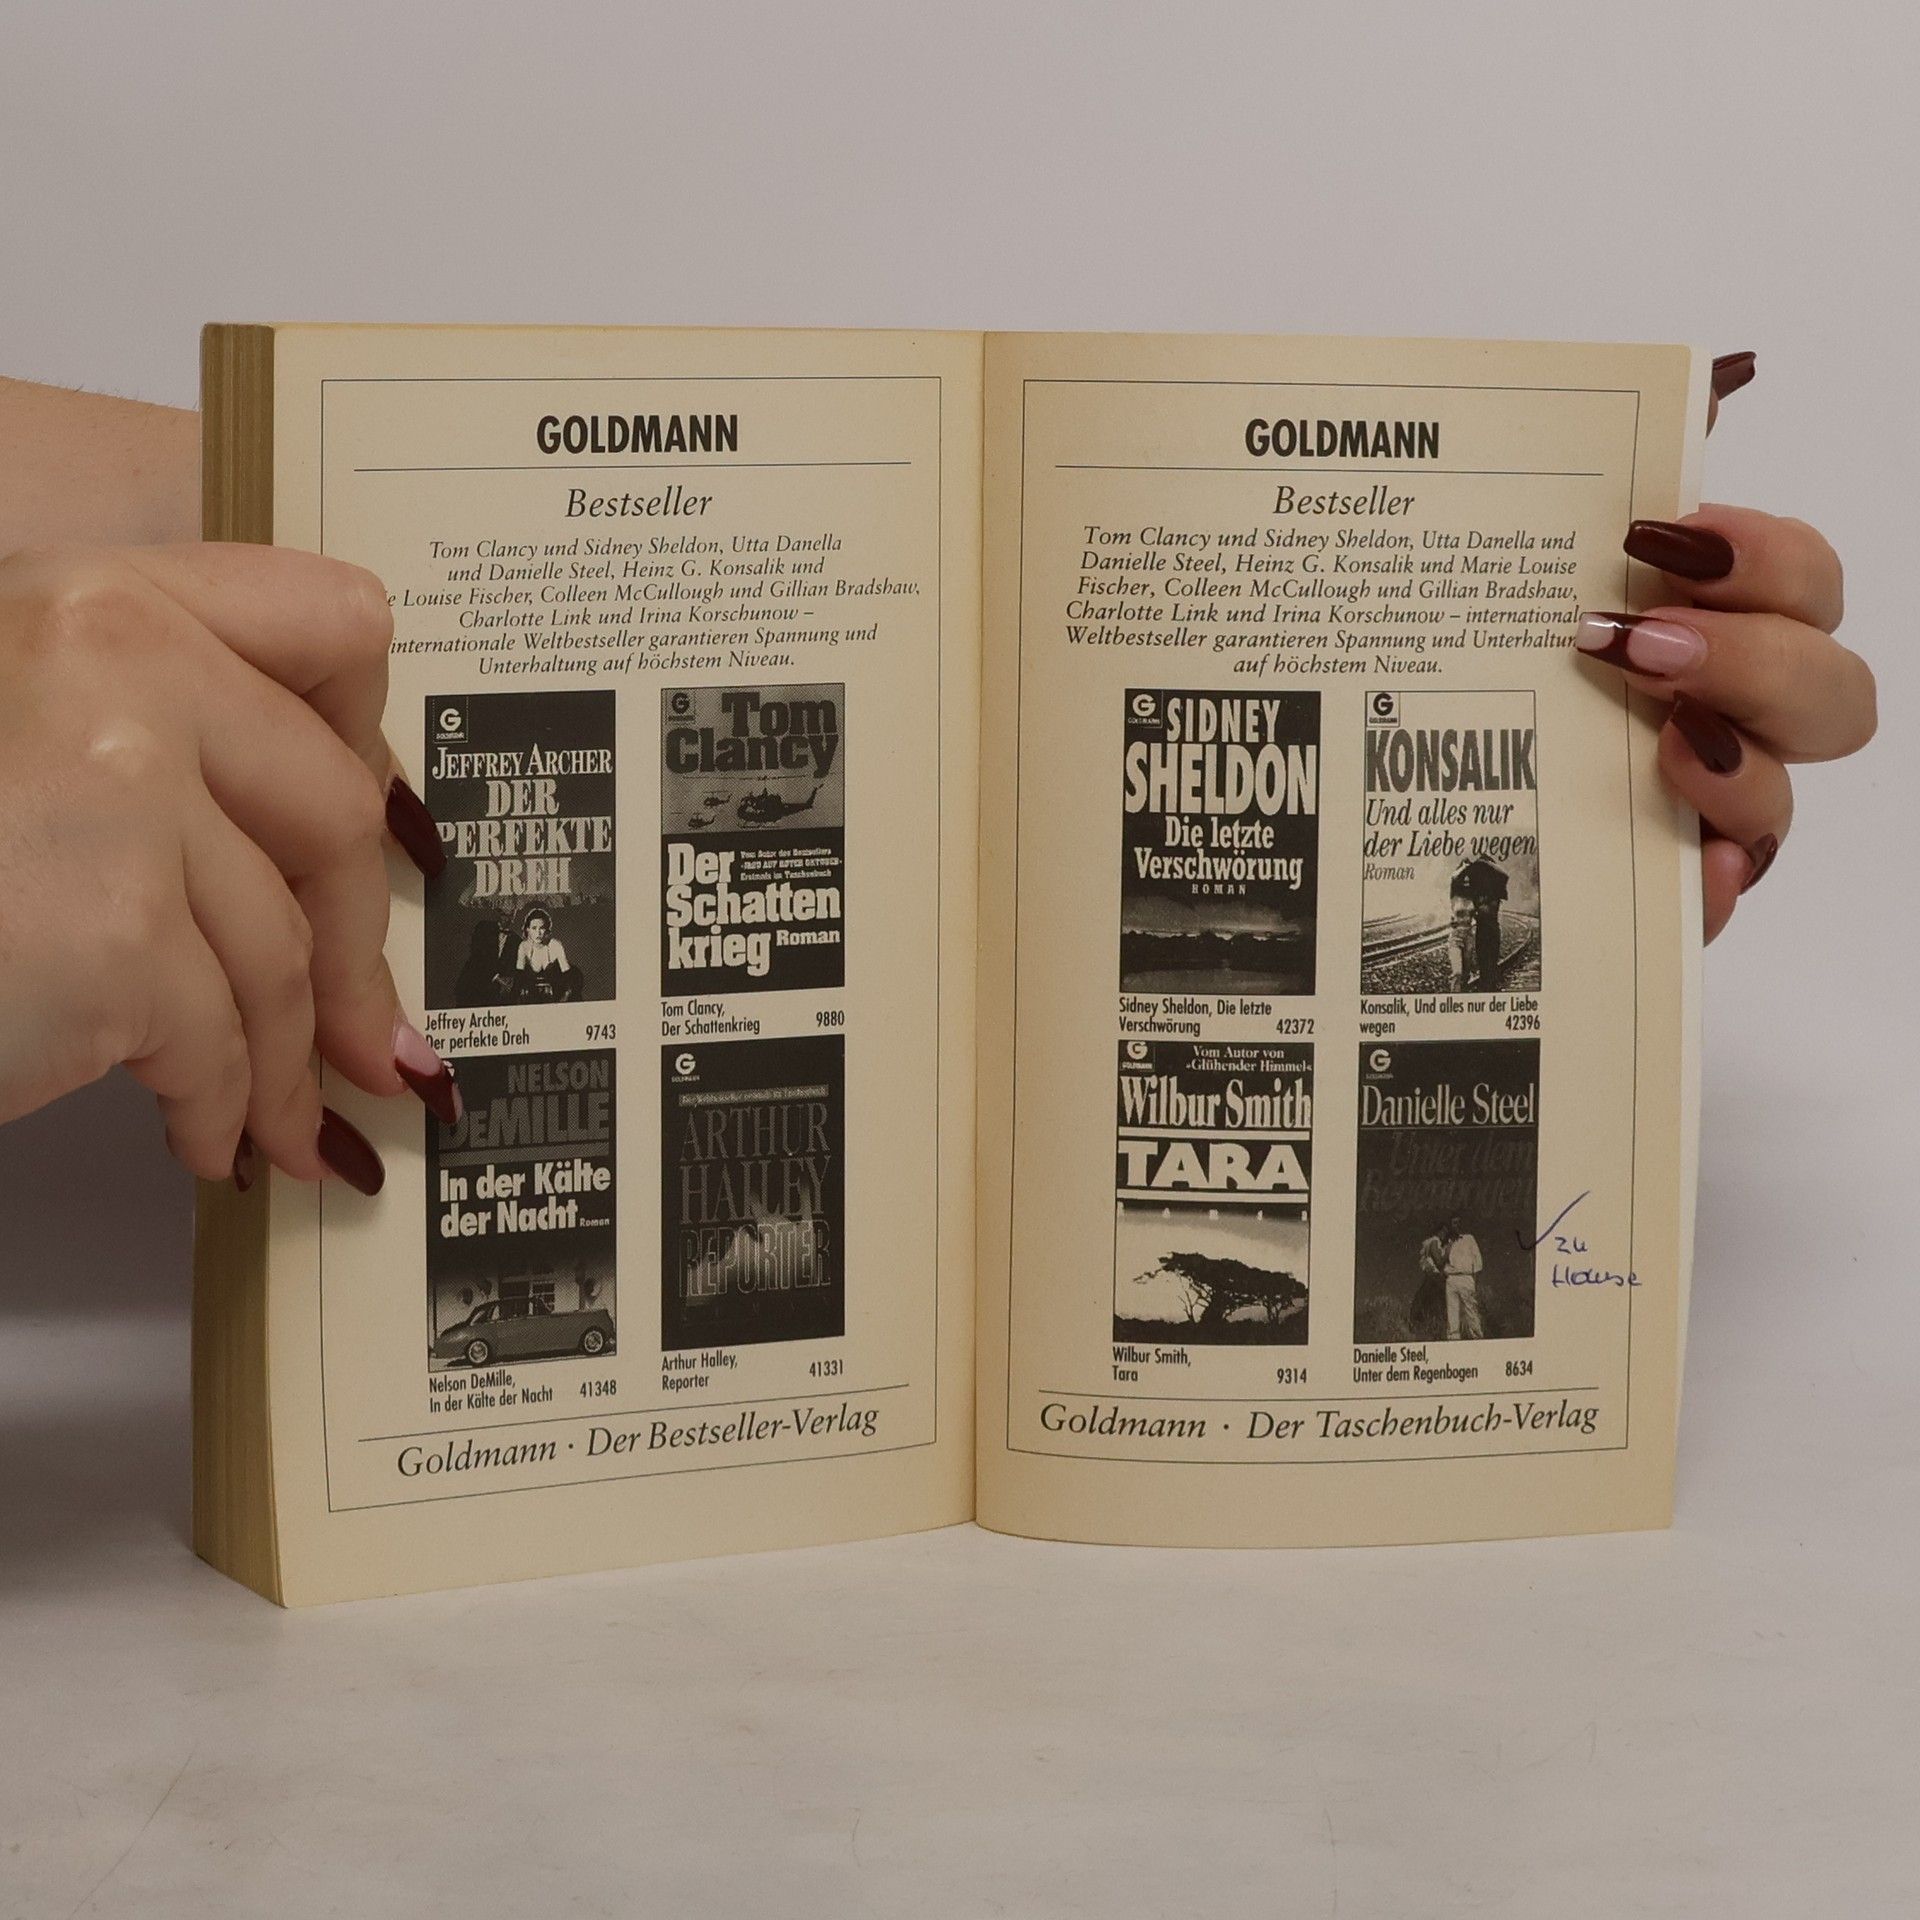 GOLDMANN
Bestseller
Tom Clancy und Sidney Sheldon, Utta Danella
und Danielle Steel, Heinz G. Konsalik und
Louise Fischer, Colleen McCullough und Gillian Bradshaw,
Charlotte Link und Irina Korschunow –
internationale Weltbestseller garantieren Spannung und
Unterhaltung auf höchstem Niveau.
G
GOLDMANN
JEFFREY ARCHER
DER
PERFEKTE
DREH
Jeffrey Archer,
Der perfekte Dreh 9743
G
Tom
Clancy
Der
Schatten
krieg Roman
Tom Clancy,
Der Schattenkrieg 9880
NELSON
DEMILLE
In der Kälte
der Nacht Roman
Nelson DeMille,
In der Kälte der Nacht 41348
G
GOLDMANN
ARTHUR
HAILEY
REPORTER
Arthur Halley,
Reporter 41331
Goldmann · Der Bestseller-Verlag
GOLDMANN
Bestseller
Tom Clancy und Sidney Sheldon, Utta Danella und
Danielle Steel, Heinz G. Konsalik und Marie Louise
Fischer, Colleen McCullough und Gillian Bradshaw,
Charlotte Link und Irina Korschunow – internationale
Weltbestseller garantieren Spannung und
auf höchstem Niveau.
G
GOLDMANN
SIDNEY
SHELDON
Die letzte
Verschwörung
ROMAN
Sidney Sheldon, Die letzte
Verschwörung 42372
G
GOLDMANN
KONSALIK
Und alles nur
der Liebe wegen
Roman
Konsalik, Und alles nur der Liebe
wegen 42396
G
GOLDMANN
Vom Autor von
»Glühender Himmel«
Wilbur Smith
TARA
ROMAN
Wilbur Smith,
Tara 9314
G
GOLDMANN
Danielle Steel
Unter dem
Regenbogen
Danielle Steel,
Unter dem Regenbogen 8634
zu
Hause
Goldmann · Der Taschenbuch-Verlag